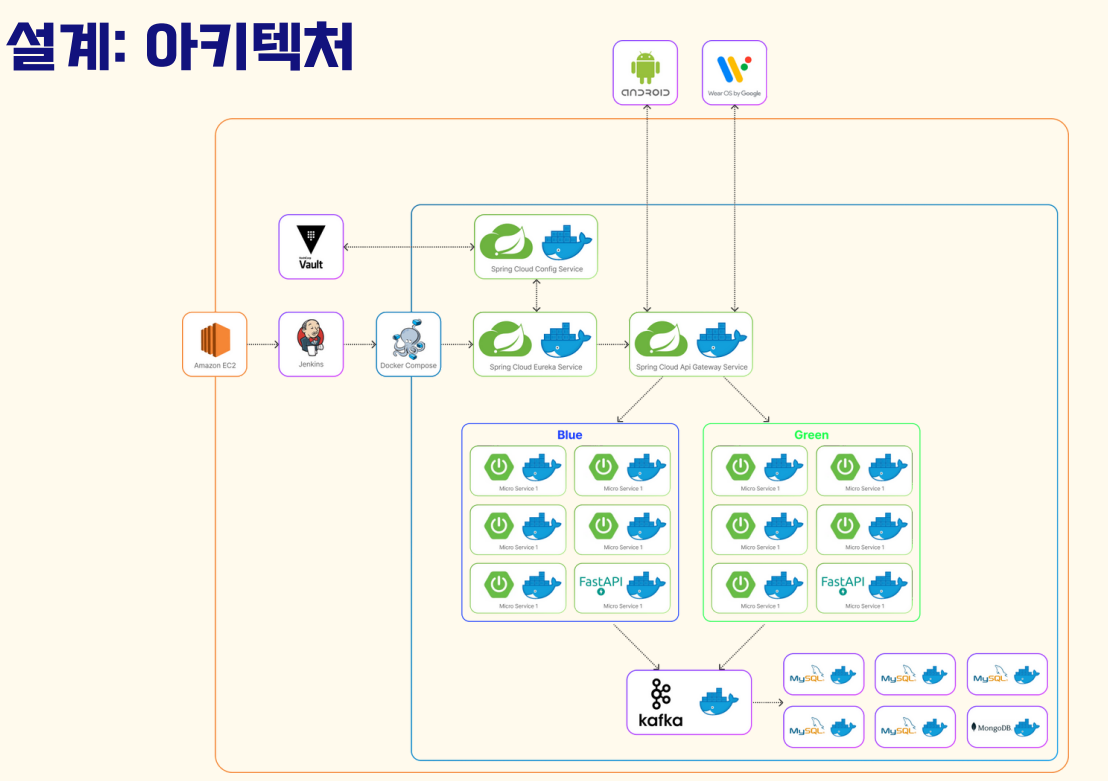 설계: 아키텍처
ANDROID
Wear OS by Google
Vault
Spring Cloud Config Service
Amazon EC2
Jenkins
Docker Compose
Spring Cloud Eureka Service
Spring Cloud Api Gateway Service
Blue
Micro Service 1
Micro Service 1
Micro Service 1
Micro Service 1
Micro Service 1
FastAPI
Micro Service 1
Green
Micro Service 1
Micro Service 1
Micro Service 1
Micro Service 1
Micro Service 1
FastAPI
Micro Service 1
kafka
MySQL
MySQL
MySQL
MySQL
MySQL
MongoDB